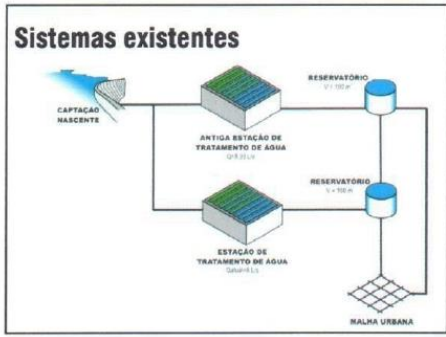 Sistemas existentes
RESERVATÓRIO
CAPTAÇÃO
NASCENTE
ANTIGA ESTAÇÃO DE
TRATAMENTO DE ÁGUA
RESERVATÓRIO
ESTAÇÃO DE
TRATAMENTO DE ÁGUA
MALHA URBANA